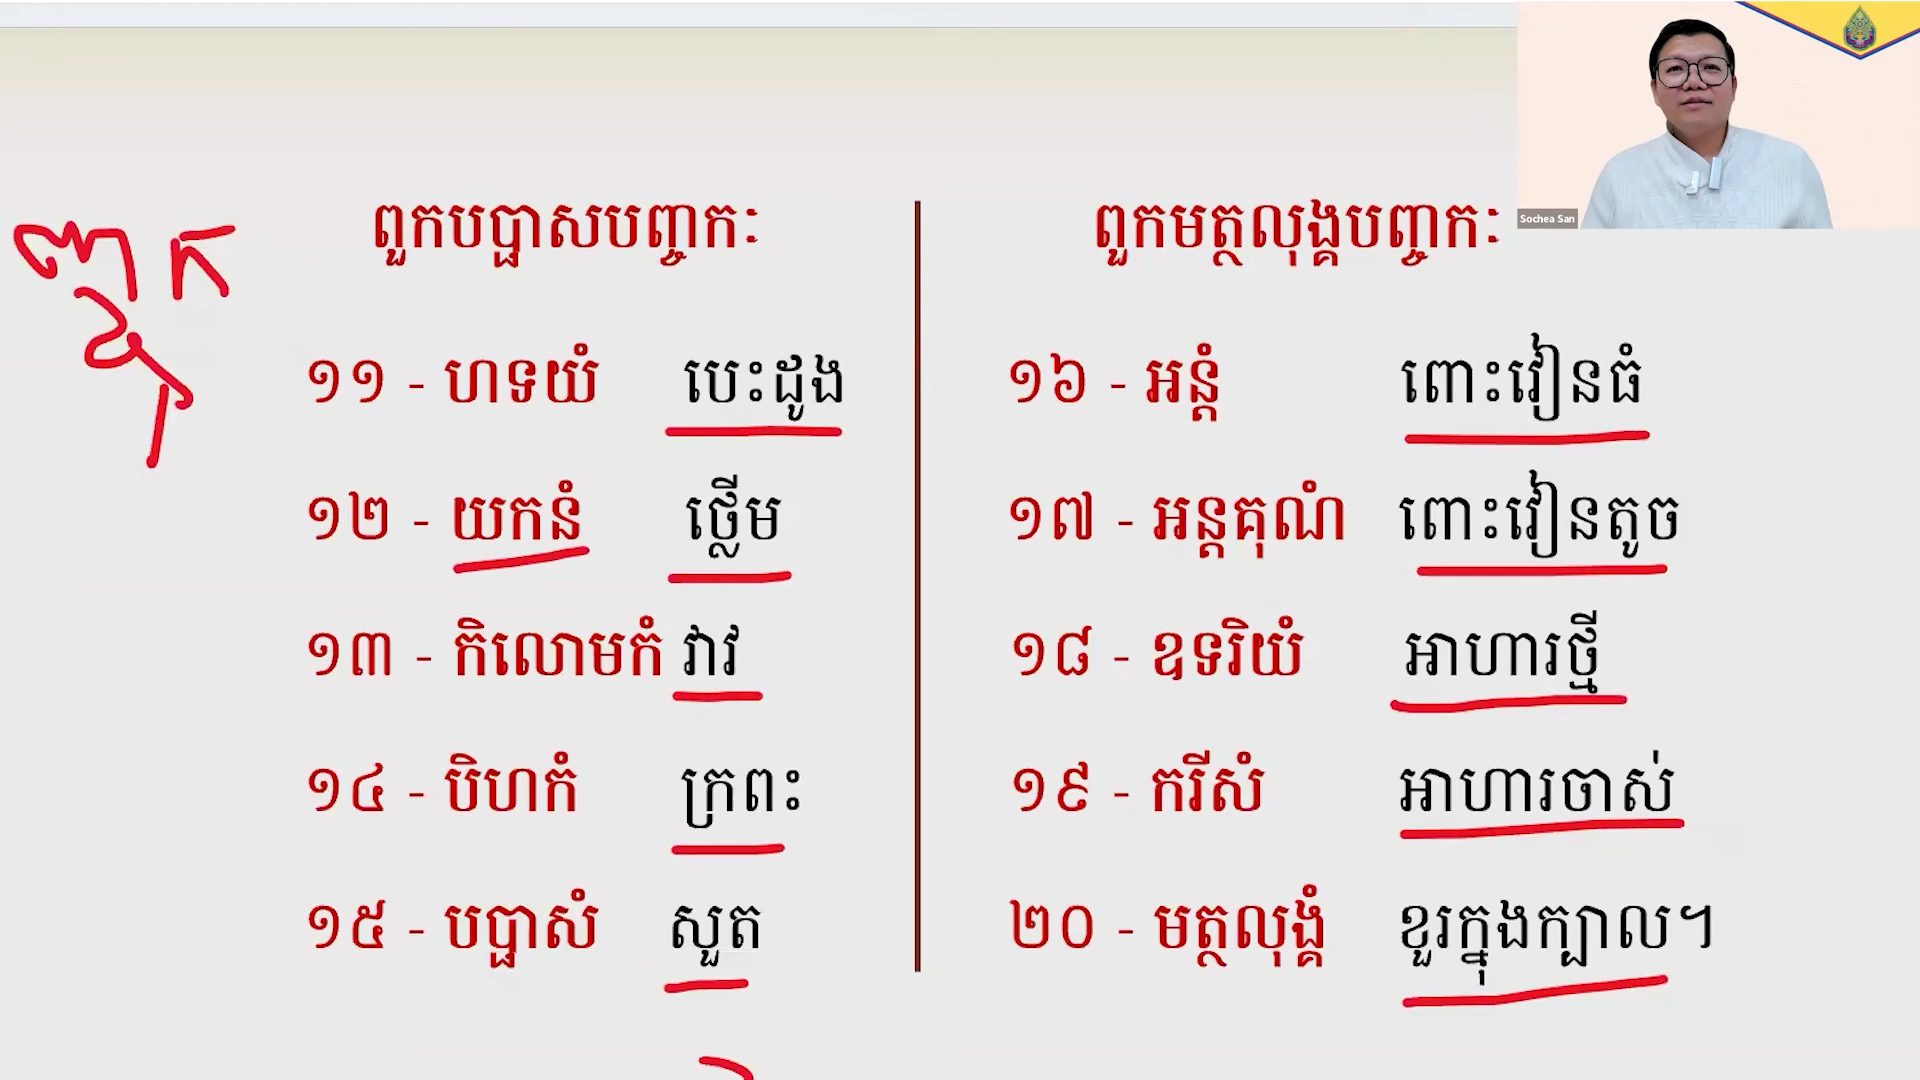 Sochea San
ពួកបប្ផាសបញ្ចកៈ
១១ - ហទយំ បេះដូង
១២ - យកនំ ថ្លើម
១៣ - កិលោមកំ វាវ
១៤ - បិហកំ ក្រពះ
១៥ - បប្ផាសំ សួត
ពួកមត្ថលុង្គបញ្ចកៈ
១៦ - អន្តំ ពោះវៀនធំ
១៧ - អន្តគុណំ ពោះវៀនតូច
១៨ - ឧទរិយំ អាហារថ្មី
១៩ - ករីសំ អាហារចាស់
២០ - មត្ថលុង្គំ ខួរក្នុងក្បាល។